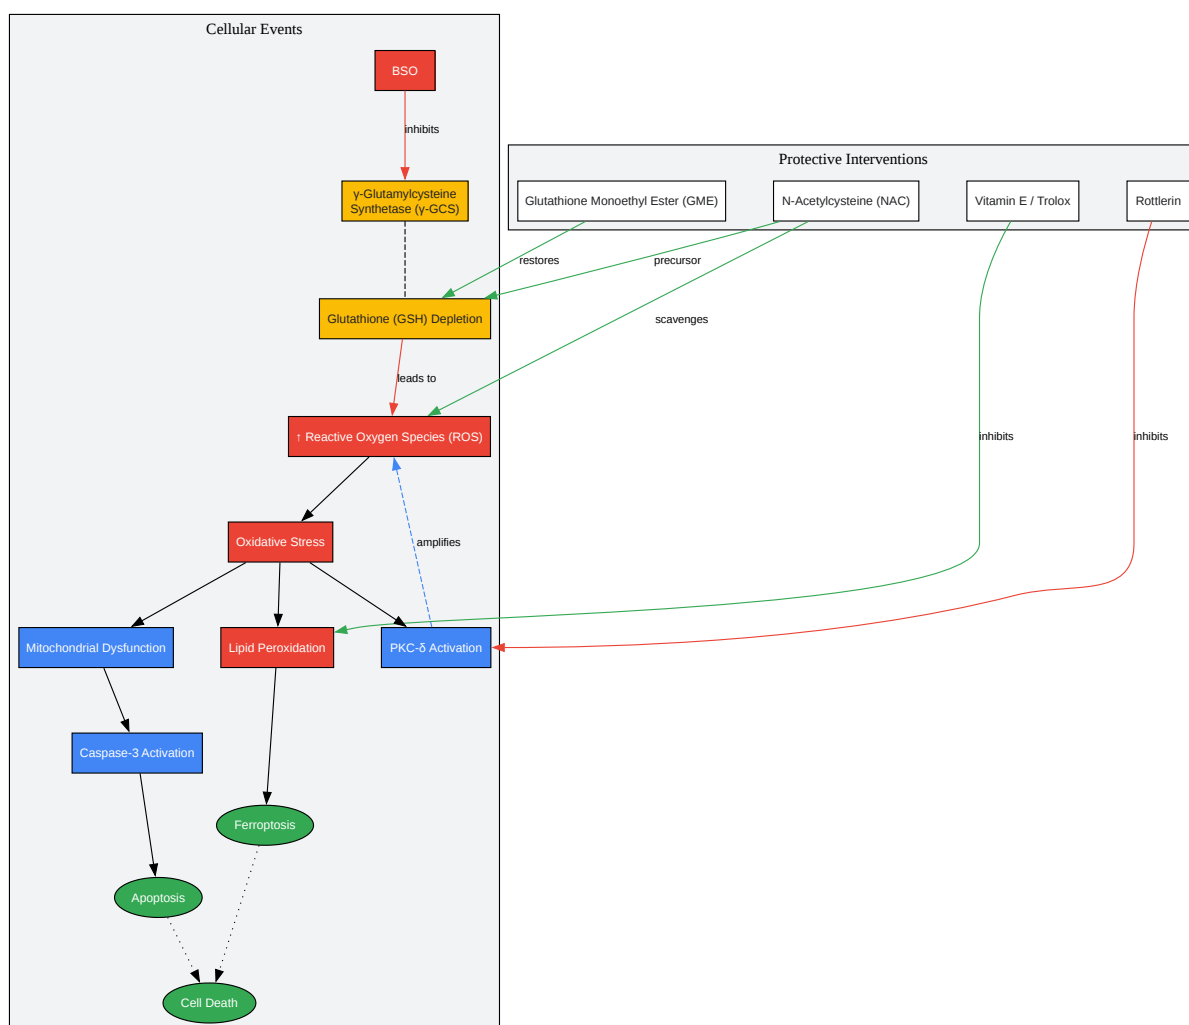 Cellular Events
BSO
inhibits
Protective Interventions
γ-Glutamylcysteine
Synthetase (γ-GCS)
Glutathione Monoethyl Ester (GME)
N-Acetylcysteine (NAC)
Vitamin E / Trolox
Rottlerin
restores
precursor
Glutathione (GSH) Depletion
scavenges
leads to
↑ Reactive Oxygen Species (ROS)
inhibits
inhibits
Oxidative Stress
amplifies
Mitochondrial Dysfunction
Lipid Peroxidation
PKC-δ Activation
Caspase-3 Activation
Ferroptosis
Apoptosis
Cell Death